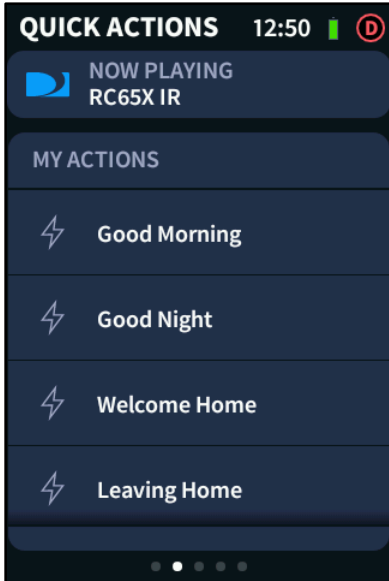 QUICK ACTIONS 12:50 D
NOW PLAYING
RC65X IR
MY ACTIONS
Good Morning
Good Night
Welcome Home
Leaving Home